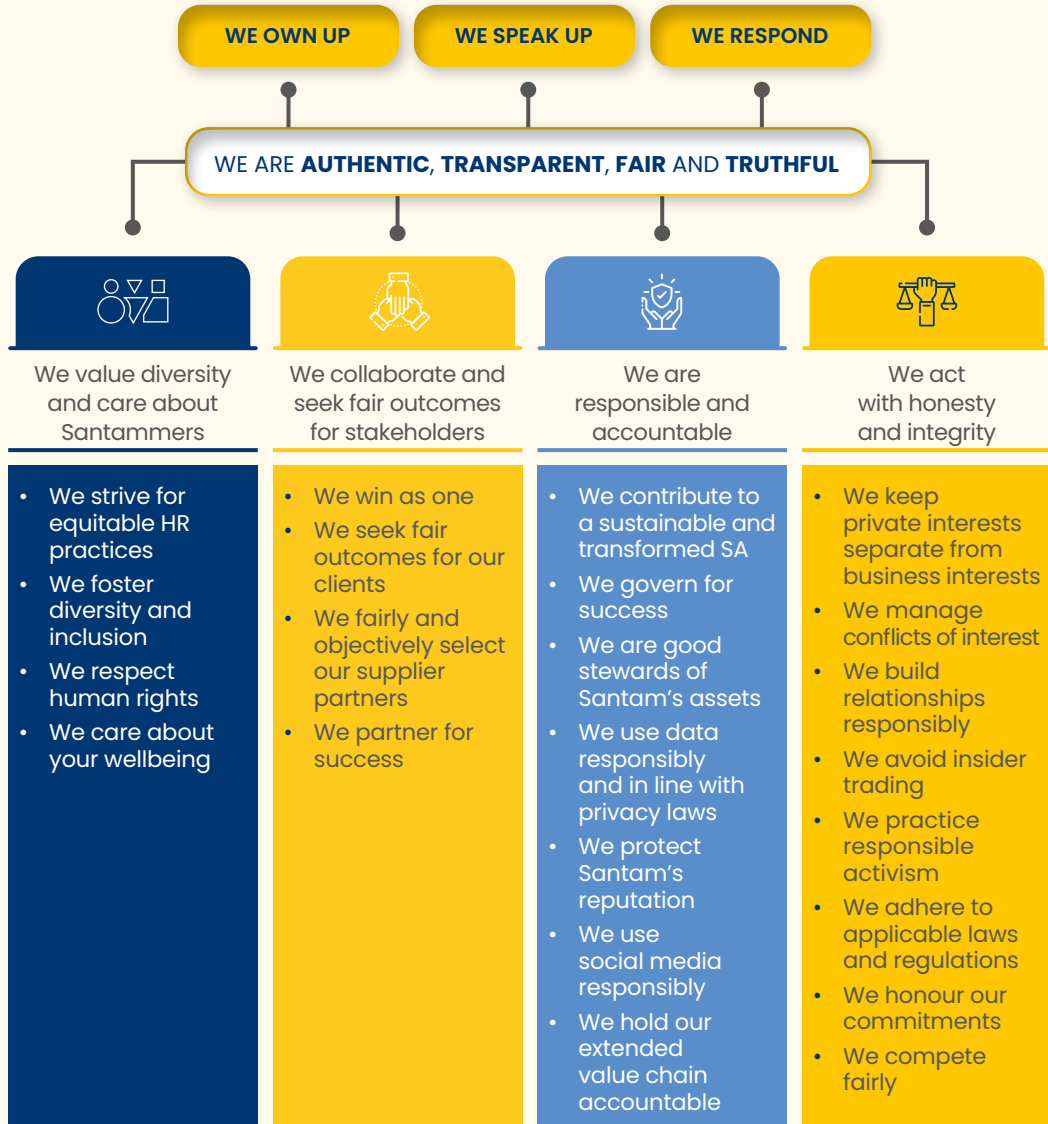 WE OWN UP
WE SPEAK UP
WE RESPOND
WE ARE AUTHENTIC, TRANSPARENT, FAIR AND TRUTHFUL
We value diversity
and care about
Santammers
• We strive for
equitable HR
practices
• We foster
diversity and
inclusion
• We respect
human rights
• We care about
your wellbeing
We collaborate and
seek fair outcomes
for stakeholders
• We win as one
• We seek fair
outcomes for our
clients
• We fairly and
objectively select
our supplier
partners
• We partner for
success
We are
responsible and
accountable
• We contribute to
a sustainable and
transformed SA
• We govern for
success
• We are good
stewards of
Santam’s assets
• We use data
responsibly
and in line with
privacy laws
• We protect
Santam’s
reputation
• We use
social media
responsibly
• We hold our
extended
value chain
accountable
We act
with honesty
and integrity
• We keep
private interests
separate from
business interests
• We manage
conflicts of interest
• We build
relationships
responsibly
• We avoid insider
trading
• We practice
responsible
activism
• We adhere to
applicable laws
and regulations
• We honour our
commitments
• We compete
fairly